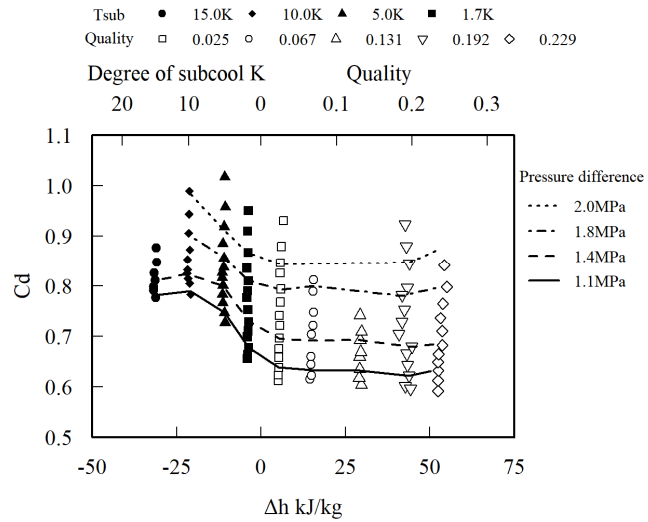 Tsub 15.0K 10.0K 5.0K 1.7K
Quality 0.025 0.067 0.131 0.192 0.229
Degree of subcool K Quality
20 10 0 0.1 0.2 0.3
1.1
1.0
0.9
0.8
0.7
0.6
0.5
Cd
Pressure difference
2.0MPa
1.8MPa
1.4MPa
1.1MPa
-50 -25 0 25 50 75
Δh kJ/kg